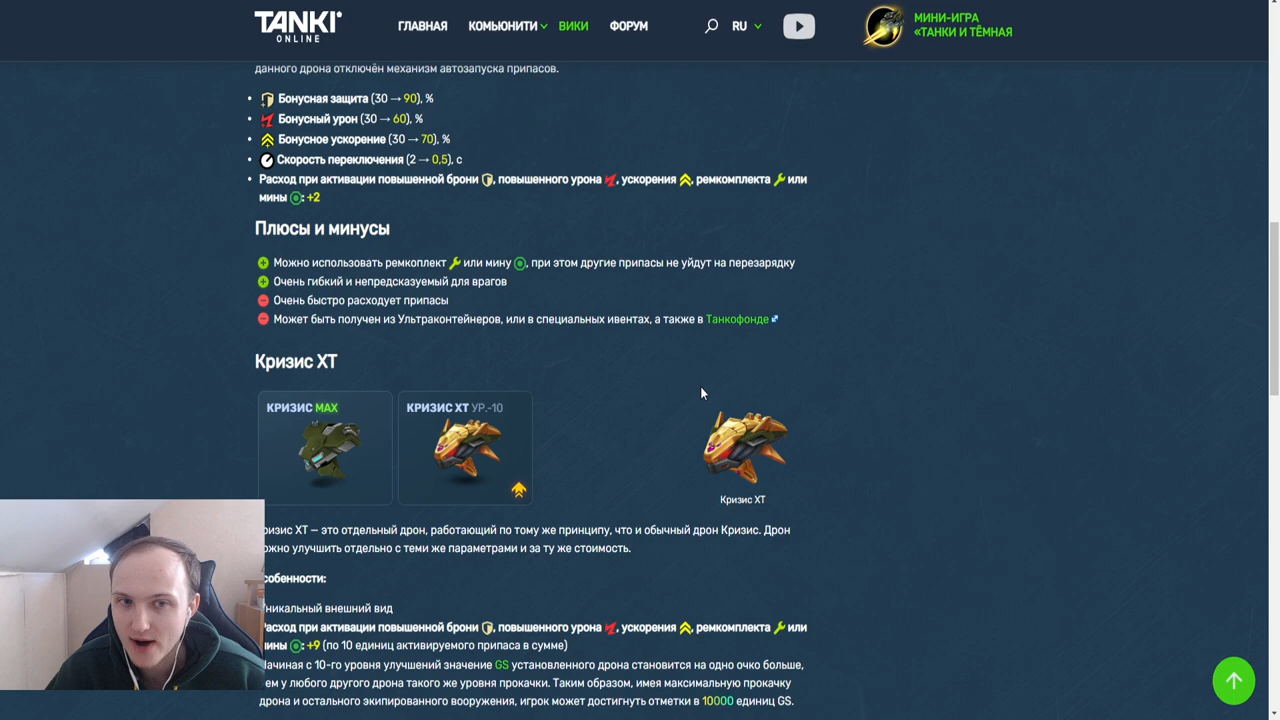 TANKI
ONLINE
ГЛАВНАЯ
КОМЬЮНИТИ
ВИКИ
ФОРУМ
RU
МИНИ-ИГРА
«ТАНКИ И ТЁМНАЯ
данного дрона отключён механизм автозапуска припасов.
Бонусная защита (30 → 90), %
Бонусный урон (30 → 60), %
Бонусное ускорение (30 → 70), %
Скорость переключения (2 → 0,5), с
Расход при активации повышенной брони , повышенного урона , ускорения , ремкомплекта или
мины : +2
Плюсы и минусы
Можно использовать ремкоплект или мину , при этом другие припасы не уйдут на перезарядку
Очень гибкий и непредсказуемый для врагов
Очень быстро расходует припасы
Может быть получен из Ультраконтейнеров, или в специальных ивентах, а также в Танкофонде
Кризис XT
КРИЗИС MAX
КРИЗИС XT УР.-10
Кризис XT
ризис XT — это отдельный дрон, работающий по тому же принципу, что и обычный дрон Кризис. Дрон
ожно улучшить отдельно с теми же параметрами и за ту же стоимость.
собенности:
никальный внешний вид
асход при активации повышенной брони , повышенного урона , ускорения , ремкомплекта или
ины : +9 (по 10 единиц активируемого припаса в сумме)
ачиная с 10-го уровня улучшений значение GS установленного дрона становится на одно очко больше,
ем у любого другого дрона такого же уровня прокачки. Таким образом, имея максимальную прокачку
дрона и остального экипированного вооружения, игрок может достигнуть отметки в 10000 единиц GS.